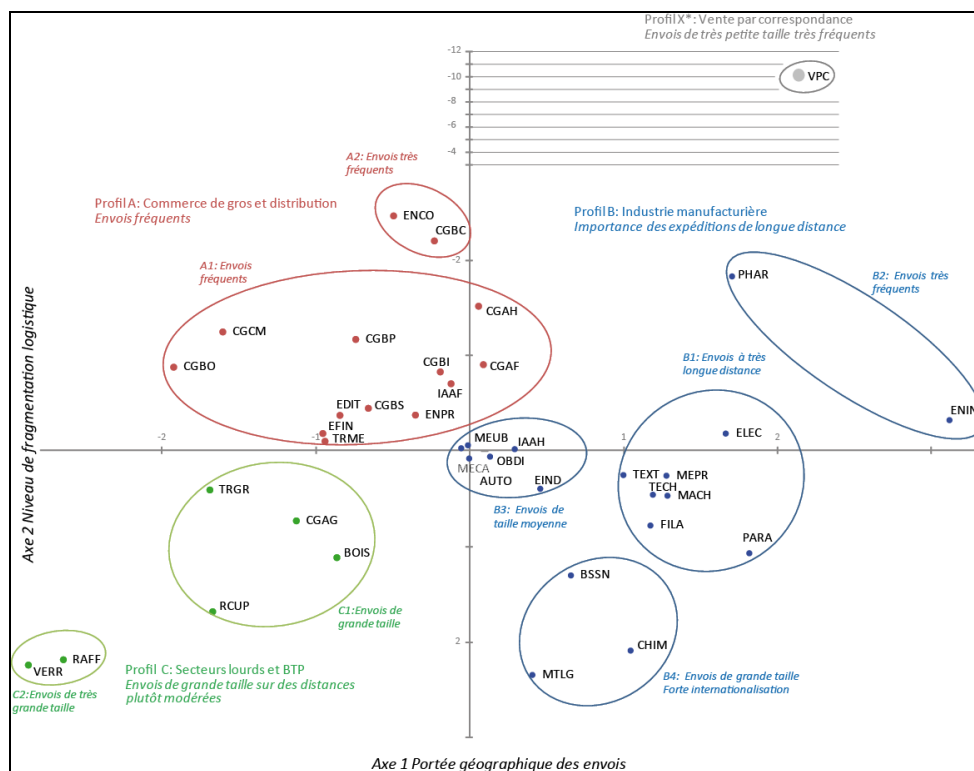 Profil X*: Vente par correspondance
Envois de très petite taille très fréquents
-12
-10
-8
-6
-4
VPC
A2: Envois très
fréquents
Profil A: Commerce de gros et distribution
Envois fréquents
ENCO
CGBC
Profil B: Industrie manufacturière
Importance des expéditions de longue distance
A1: Envois
fréquents
-2
PHAR
B2: Envois très
fréquents
CGAH
CGCM
CGBP
B1: Envois à très
longue distance
CGBO
CGBI
CGAF
IAAF
EDIT
CGBS
ENPR
ENIN
EFIN
TRME
ELEC
-2
-1
MEUB
IAAH
1
2
MECA
OBDI
AUTO
EIND
TEXT
MEPR
TECH
MACH
TRGR
B3: Envois de
taille moyenne
CGAG
FILA
PARA
BOIS
BSSN
RCUP
C1:Envois de
grande taille
2
CHIM
RAFF
VERR
MTLG
Profil C: Secteurs lourds et BTP
Envois de grande taille sur des distances
plutôt modérées
C2:Envois de très
grande taille
B4: Envois de grande taille
Forte internationalisation
Axe 2 Niveau de fragmentation logistique
Axe 1 Portée géographique des envois